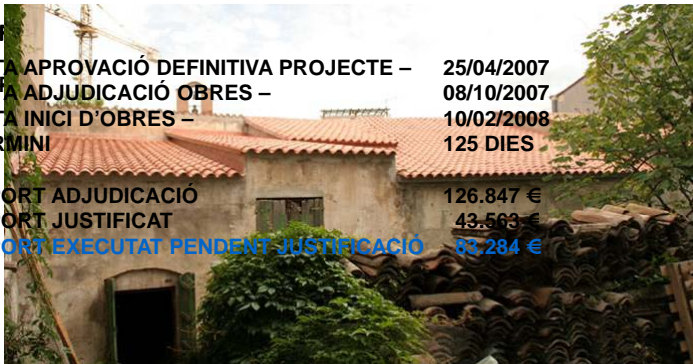 TA APROVACIÓ DEFINITIVA PROJECTE – 25/04/2007
A ADJUDICACIÓ OBRES – 08/10/2007
TA INICI D'OBRES – 10/02/2008
RMINI 125 DIES
ORT ADJUDICACIÓ 126.847 €
ORT JUSTIFICAT 43.563 €
ORT EXECUTAT PENDENT JUSTIFICACIÓ 83.284 €